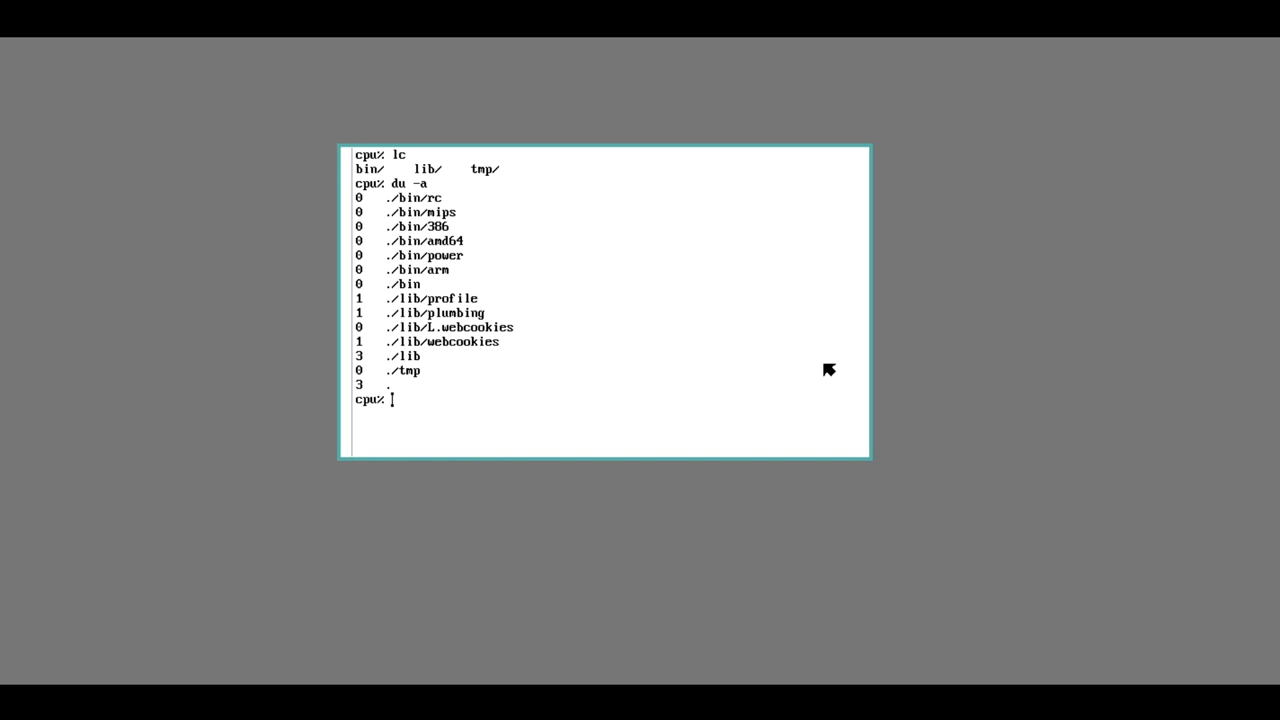 cpu% lc
bin/    lib/    tmp/
cpu% du -a
0   ./bin/rc
0   ./bin/mips
0   ./bin/386
0   ./bin/amd64
0   ./bin/power
0   ./bin/arm
0   ./bin
1   ./lib/profile
1   ./lib/plumbing
0   ./lib/L.webcookies
1   ./lib/webcookies
3   ./lib
0   ./tmp
3   .
cpu%